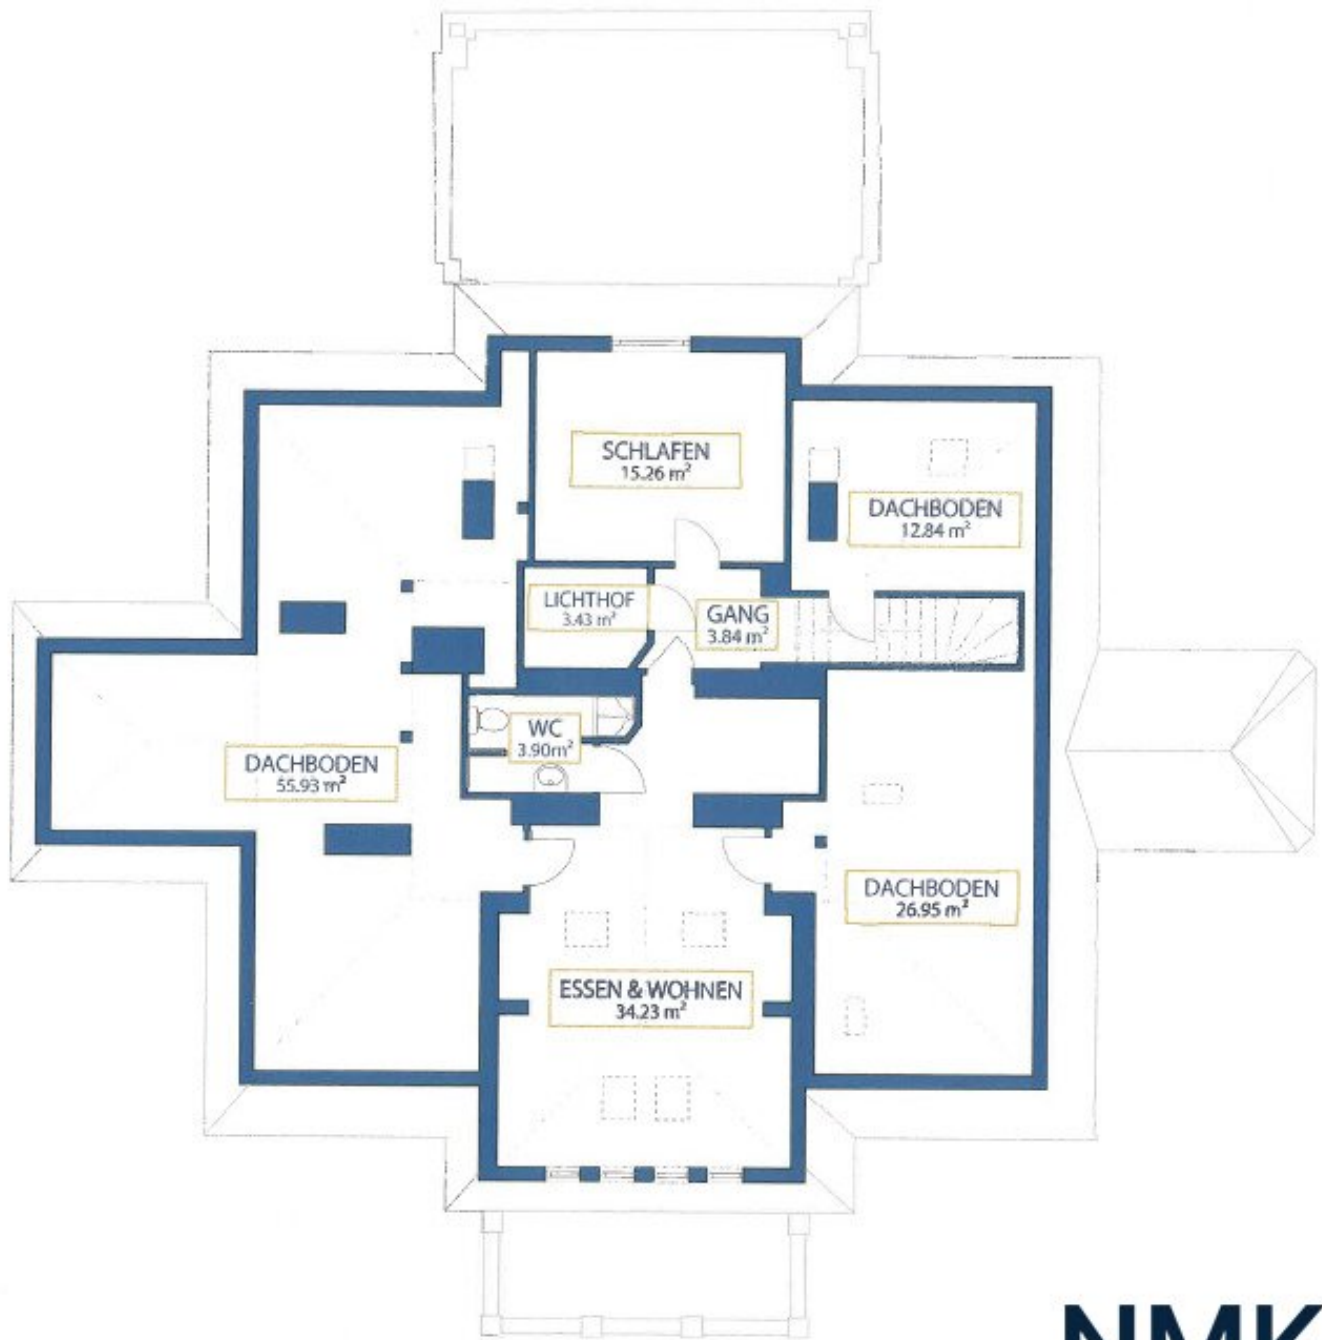 SCHLAFEN
15.26 m²
DACHBODEN
12.84 m²
LICHTHOF
3.43 m²
GANG
3.84 m²
WC
3.90m²
DACHBODEN
55.93 m²
DACHBODEN
26.95 m²
ESSEN & WOHNEN
34.23 m²
NMK